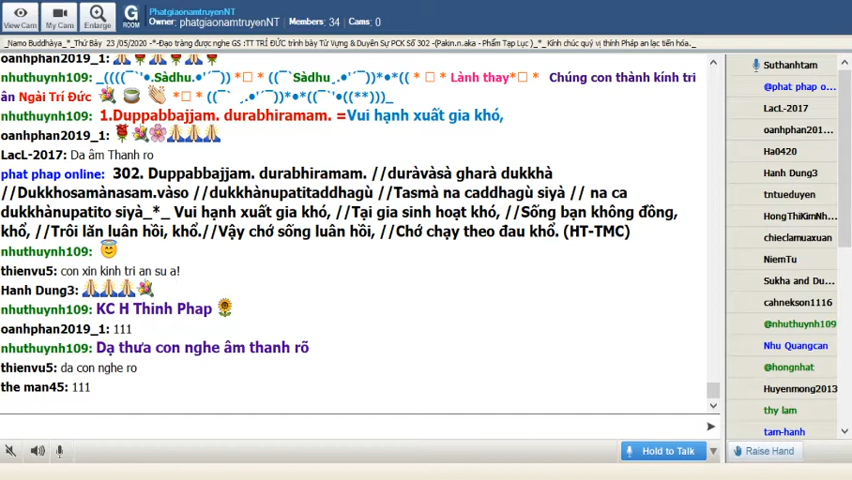 View Cam
My Cam
Enlarge
G
ROOM
PhatgiaonamtruyenNT
Owner: phatgiaonamtruyenNT Members: 34 Cams: 0
_Namo Buddhàya_*_Thứ Bảy 23 /05/2020 -*-Đạo tràng được nghe GS :TT TRÍ ĐỨC trình bày Từ Vựng & Duyên Sự PCK Số 302 -(Pakin.n.aka - Phẩm Tạp Lục )_*_ Kính chúc quý vị thính Pháp an lạc tiến hóa._
oanhphan2019_1:
nhuthuynh109: _((((¯`'•.Sàdhu.•'´¯)) *□* ((¯`Sàdhu¸.•'´¯))*•*(( * □ * Lành thay*□ * Chúng con thành kính tri
ân Ngài Trí Đức *□* ((¯`¸.•'´¯))*•*((¯`'•((**)))_
nhuthuynh109: 1.Duppabbajjam. durabhiramam. =Vui hạnh xuất gia khó,
oanhphan2019_1:
LacL-2017: Da âm Thanh ro
phat phap online: 302. Duppabbajjam. durabhiramam. //duràvàsà gharà dukkhà
//Dukkhosamànasam.vàso //dukkhànupatitaddhagù //Tasmà na caddhagù siyà // na ca
dukkhànupatito siyà_*_ Vui hạnh xuất gia khó, //Tại gia sinh hoạt khó, //Sống bạn không đồng,
khổ, //Trôi lăn luân hồi, khổ.//Vậy chớ sống luân hồi, //Chớ chạy theo đau khổ. (HT-TMC)
nhuthuynh109:
thienvu5: con xin kinh tri an su a!
Hanh Dung3:
nhuthuynh109: KC H Thinh Phap
oanhphan2019_1: 111
nhuthuynh109: Dạ thưa con nghe âm thanh rõ
thienvu5: da con nghe ro
the man45: 111
Hold to Talk
Suthanhtam
@phat phap o...
LacL-2017
oanhphan201...
Ha0420
Hanh Dung3
tntueduyen
HongThiKimNh...
chieclamuaxuan
NiemTu
Sukha and Du...
cahnekson1116
@nhuthuynh109
Nhu Quangcan
@hongnhat
Huyenmong2013
thy lam
tam-hanh
Raise Hand